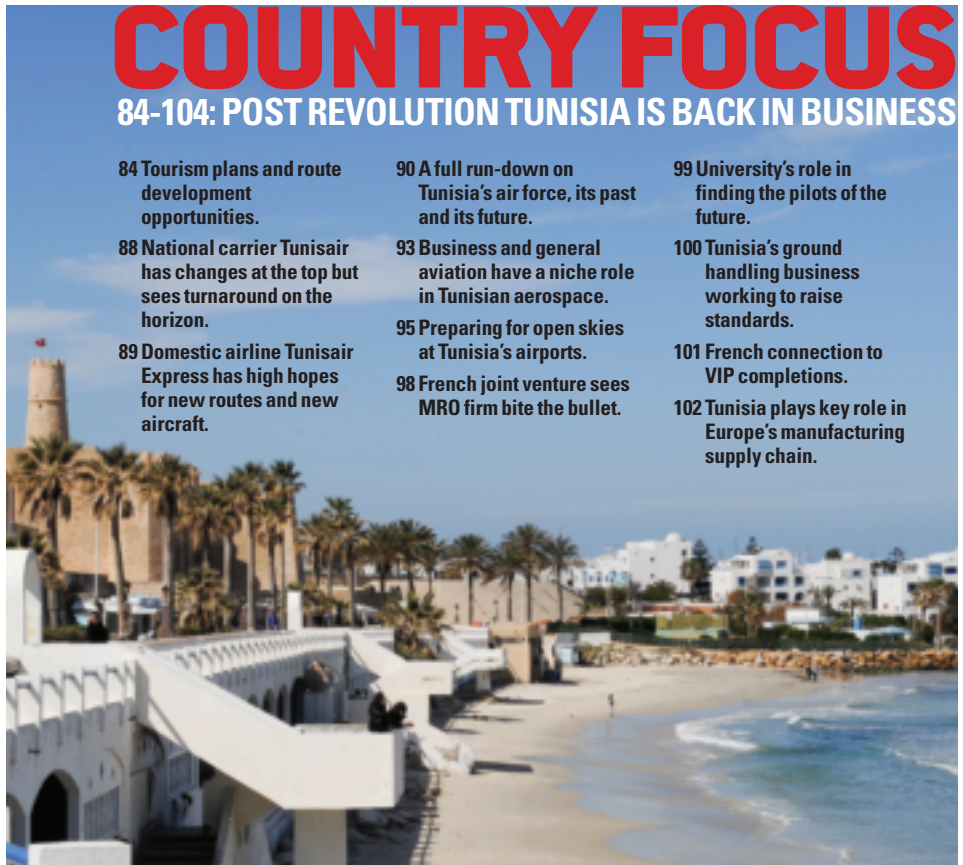 COUNTRY FOCUS
84-104: POST REVOLUTION TUNISIA IS BACK IN BUSINESS
84 Tourism plans and route
development
opportunities.
88 National carrier Tunisair
has changes at the top but
sees turnaround on the
horizon.
89 Domestic airline Tunisair
Express has high hopes
for new routes and new
aircraft.
90 A full run-down on
Tunisia's air force, its past
and its future.
93 Business and general
aviation have a niche role
in Tunisian aerospace.
95 Preparing for open skies
at Tunisia's airports.
98 French joint venture sees
MRO firm bite the bullet.
99 University's role in
finding the pilots of the
future.
100 Tunisia's ground
handling business
working to raise
standards.
101 French connection to
VIP completions.
102 Tunisia plays key role in
Europe's manufacturing
supply chain.